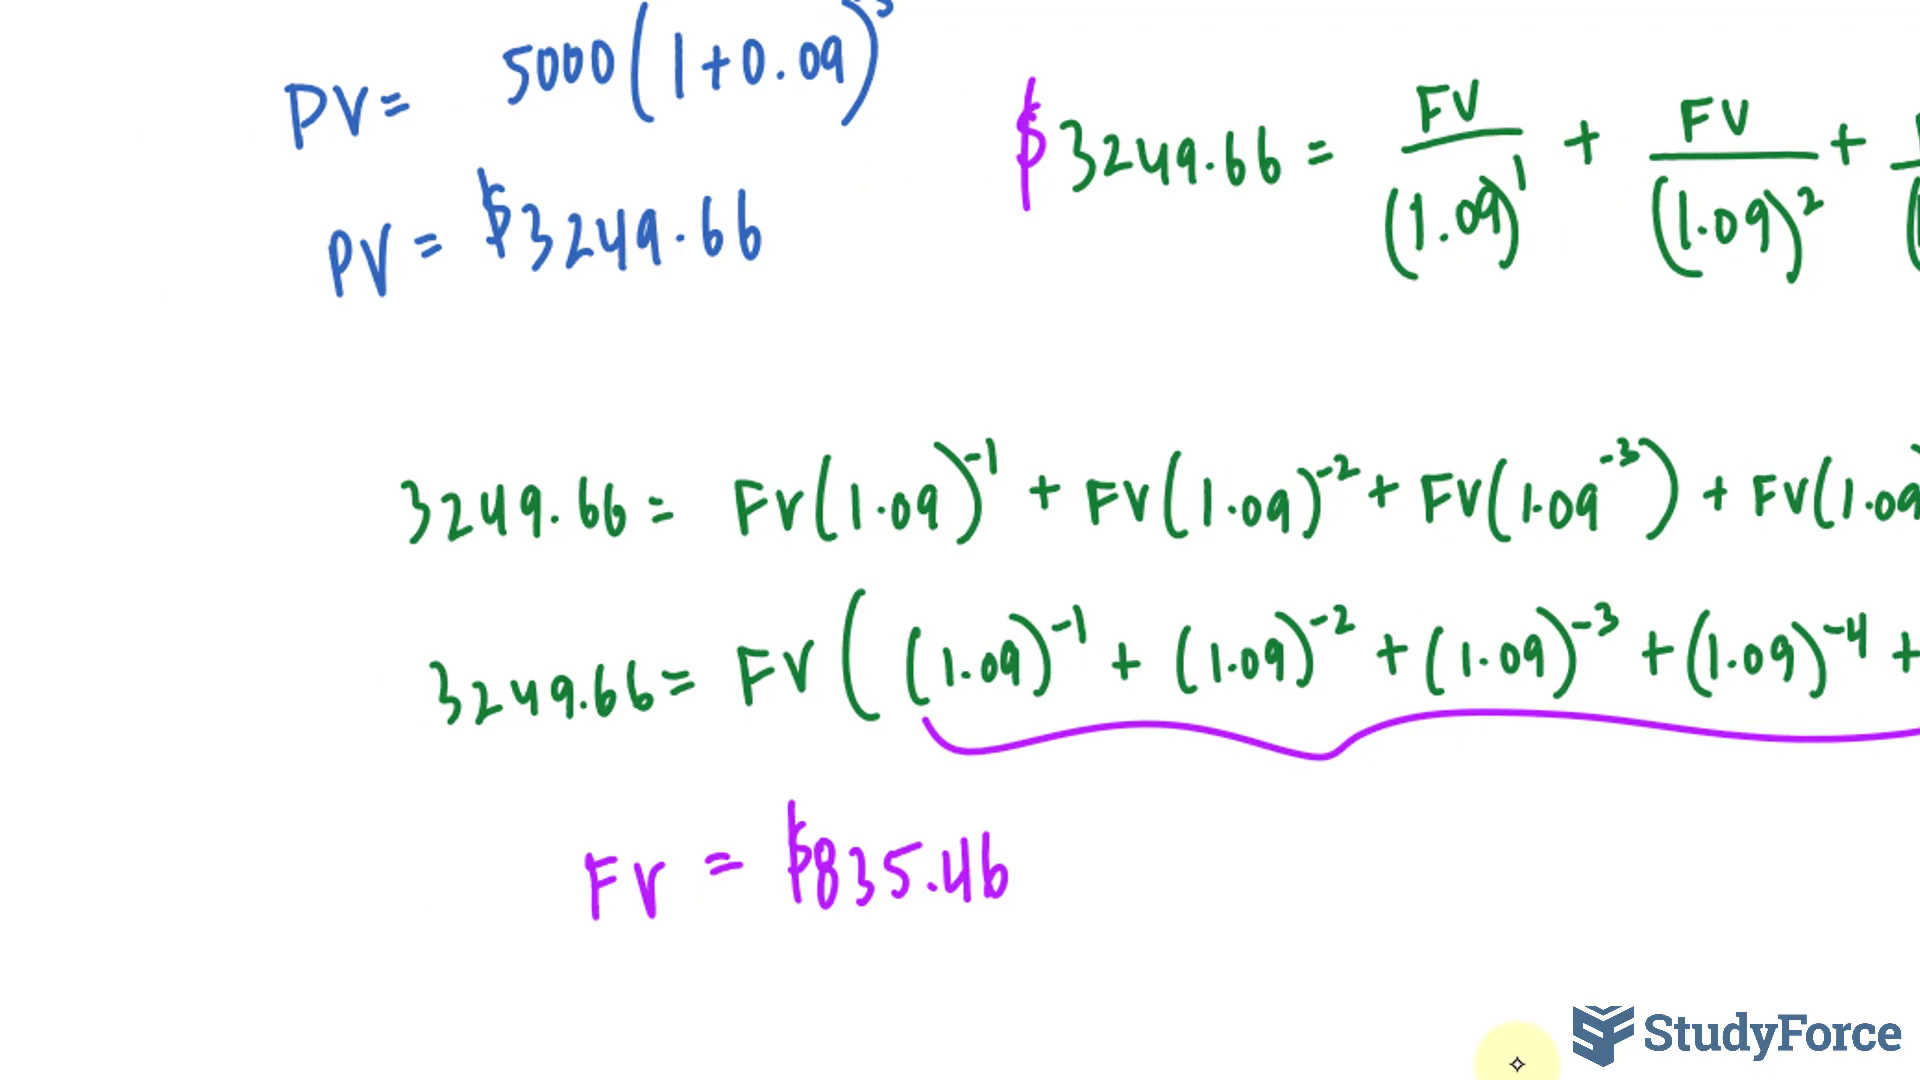 PV = 5000(1+0.09)
PV = $3249.66
$3249.66 = FV/(1.09)^1 + FV/(1.09)^2 +
3249.66 = FV(1.09)^-1 + FV(1.09)^-2 + FV(1.09^-3) + FV(1.09
3249.66 = FV((1.09)^-1 + (1.09)^-2 + (1.09)^-3 + (1.09)^-4 +
FV = $835.46
StudyForce